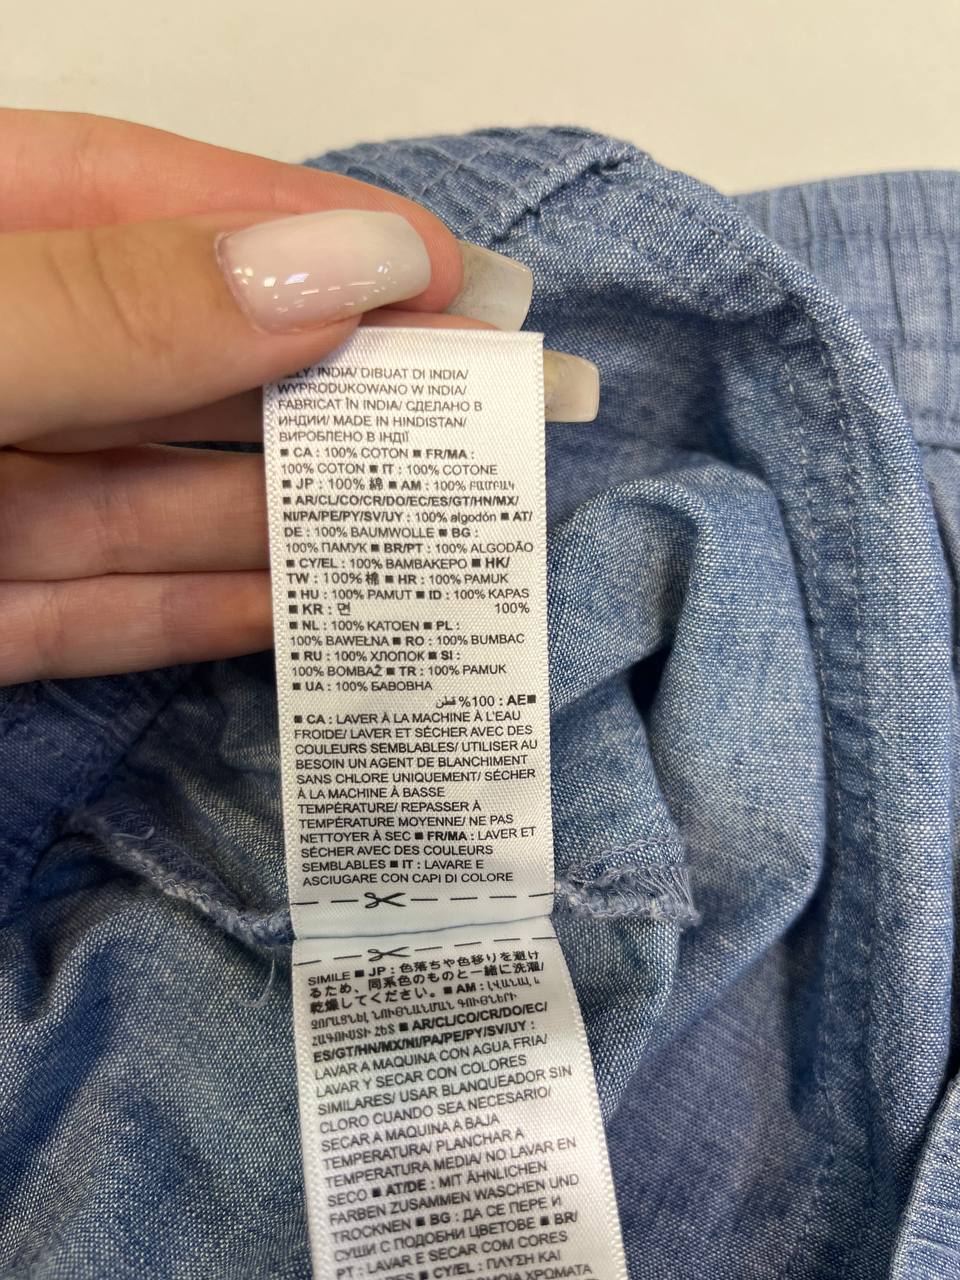 INDIA/ DIBUAT DI INDIA/
WYPRODUKOWANO W INDIA/
FABRICAT ÎN INDIA/ СДЕЛАНО В
ИНДИИ/ MADE IN HINDISTAN/
ВИРОБЛЕНО В ІНДІЇ
■ CA : 100% COTON ■ FR/MA :
100% COTON ■ IT : 100% COTONE
■ JP : 100% 綿 ■ AM : 100% ԲԱՄԲԱԿ
■ AR/CL/CO/CR/DO/EC/ES/GT/HN/MX/
NI/PA/PE/PY/SV/UY : 100% algodón ■ AT/
DE : 100% BAUMWOLLE ■ BG :
100% ПАМУК ■ BR/PT : 100% ALGODÃO
■ CY/EL : 100% ΒΑΜΒΑΚΕΡΟ ■ HK/
TW : 100% 棉 ■ HR : 100% PAMUK
■ HU : 100% PAMUT ■ ID : 100% KAPAS
■ KR : 면 100%
■ NL : 100% KATOEN ■ PL :
100% BAWEŁNA ■ RO : 100% BUMBAC
■ RU : 100% ХЛОПОК ■ SI :
100% BOMBAŽ ■ TR : 100% PAMUK
■ UA : 100% БАВОВНА
■AE : 100% قطن
■ CA : LAVER À LA MACHINE À L'EAU
FROIDE/ LAVER ET SÉCHER AVEC DES
COULEURS SEMBLABLES/ UTILISER AU
BESOIN UN AGENT DE BLANCHIMENT
SANS CHLORE UNIQUEMENT/ SÉCHER
À LA MACHINE À BASSE
TEMPÉRATURE/ REPASSER À
TEMPÉRATURE MOYENNE/ NE PAS
NETTOYER À SEC ■ FR/MA : LAVER ET
SÉCHER AVEC DES COULEURS
SEMBLABLES ■ IT : LAVARE E
ASCIUGARE CON CAPI DI COLORE
SIMILE ■ JP : 色落ちや色移りを避け
るため、同系色のものと一緒に洗濯/
乾燥してください。 ■ AM : ԼՎԱՆԱԼ և
ՉՈՐԱՑՆԵԼ ՆՈՒՅՆԱՆՄԱՆ ԳՈՒՅՆԵՐԻ
ՀԱԳՈՒՍՏԻ ՀԵՏ ■ AR/CL/CO/CR/DO/EC/
ES/GT/HN/MX/NI/PA/PE/PY/SV/UY :
LAVAR A MAQUINA CON AGUA FRIA/
LAVAR Y SECAR CON COLORES
SIMILARES/ USAR BLANQUEADOR SIN
CLORO CUANDO SEA NECESARIO/
SECAR A MAQUINA A BAJA
TEMPERATURA/ PLANCHAR A
TEMPERATURA MEDIA/ NO LAVAR EN
SECO ■ AT/DE : MIT ÄHNLICHEN
FARBEN ZUSAMMEN WASCHEN UND
TROCKNEN ■ BG : ДА СЕ ПЕРЕ И
СУШИ С ПОДОБНИ ЦВЕТОВЕ ■ BR/
PT : LAVAR E SECAR COM CORES
■ CY/EL : ΠΛΥΣΗ ΚΑΙ
ΧΡΩΜΑΤΑ